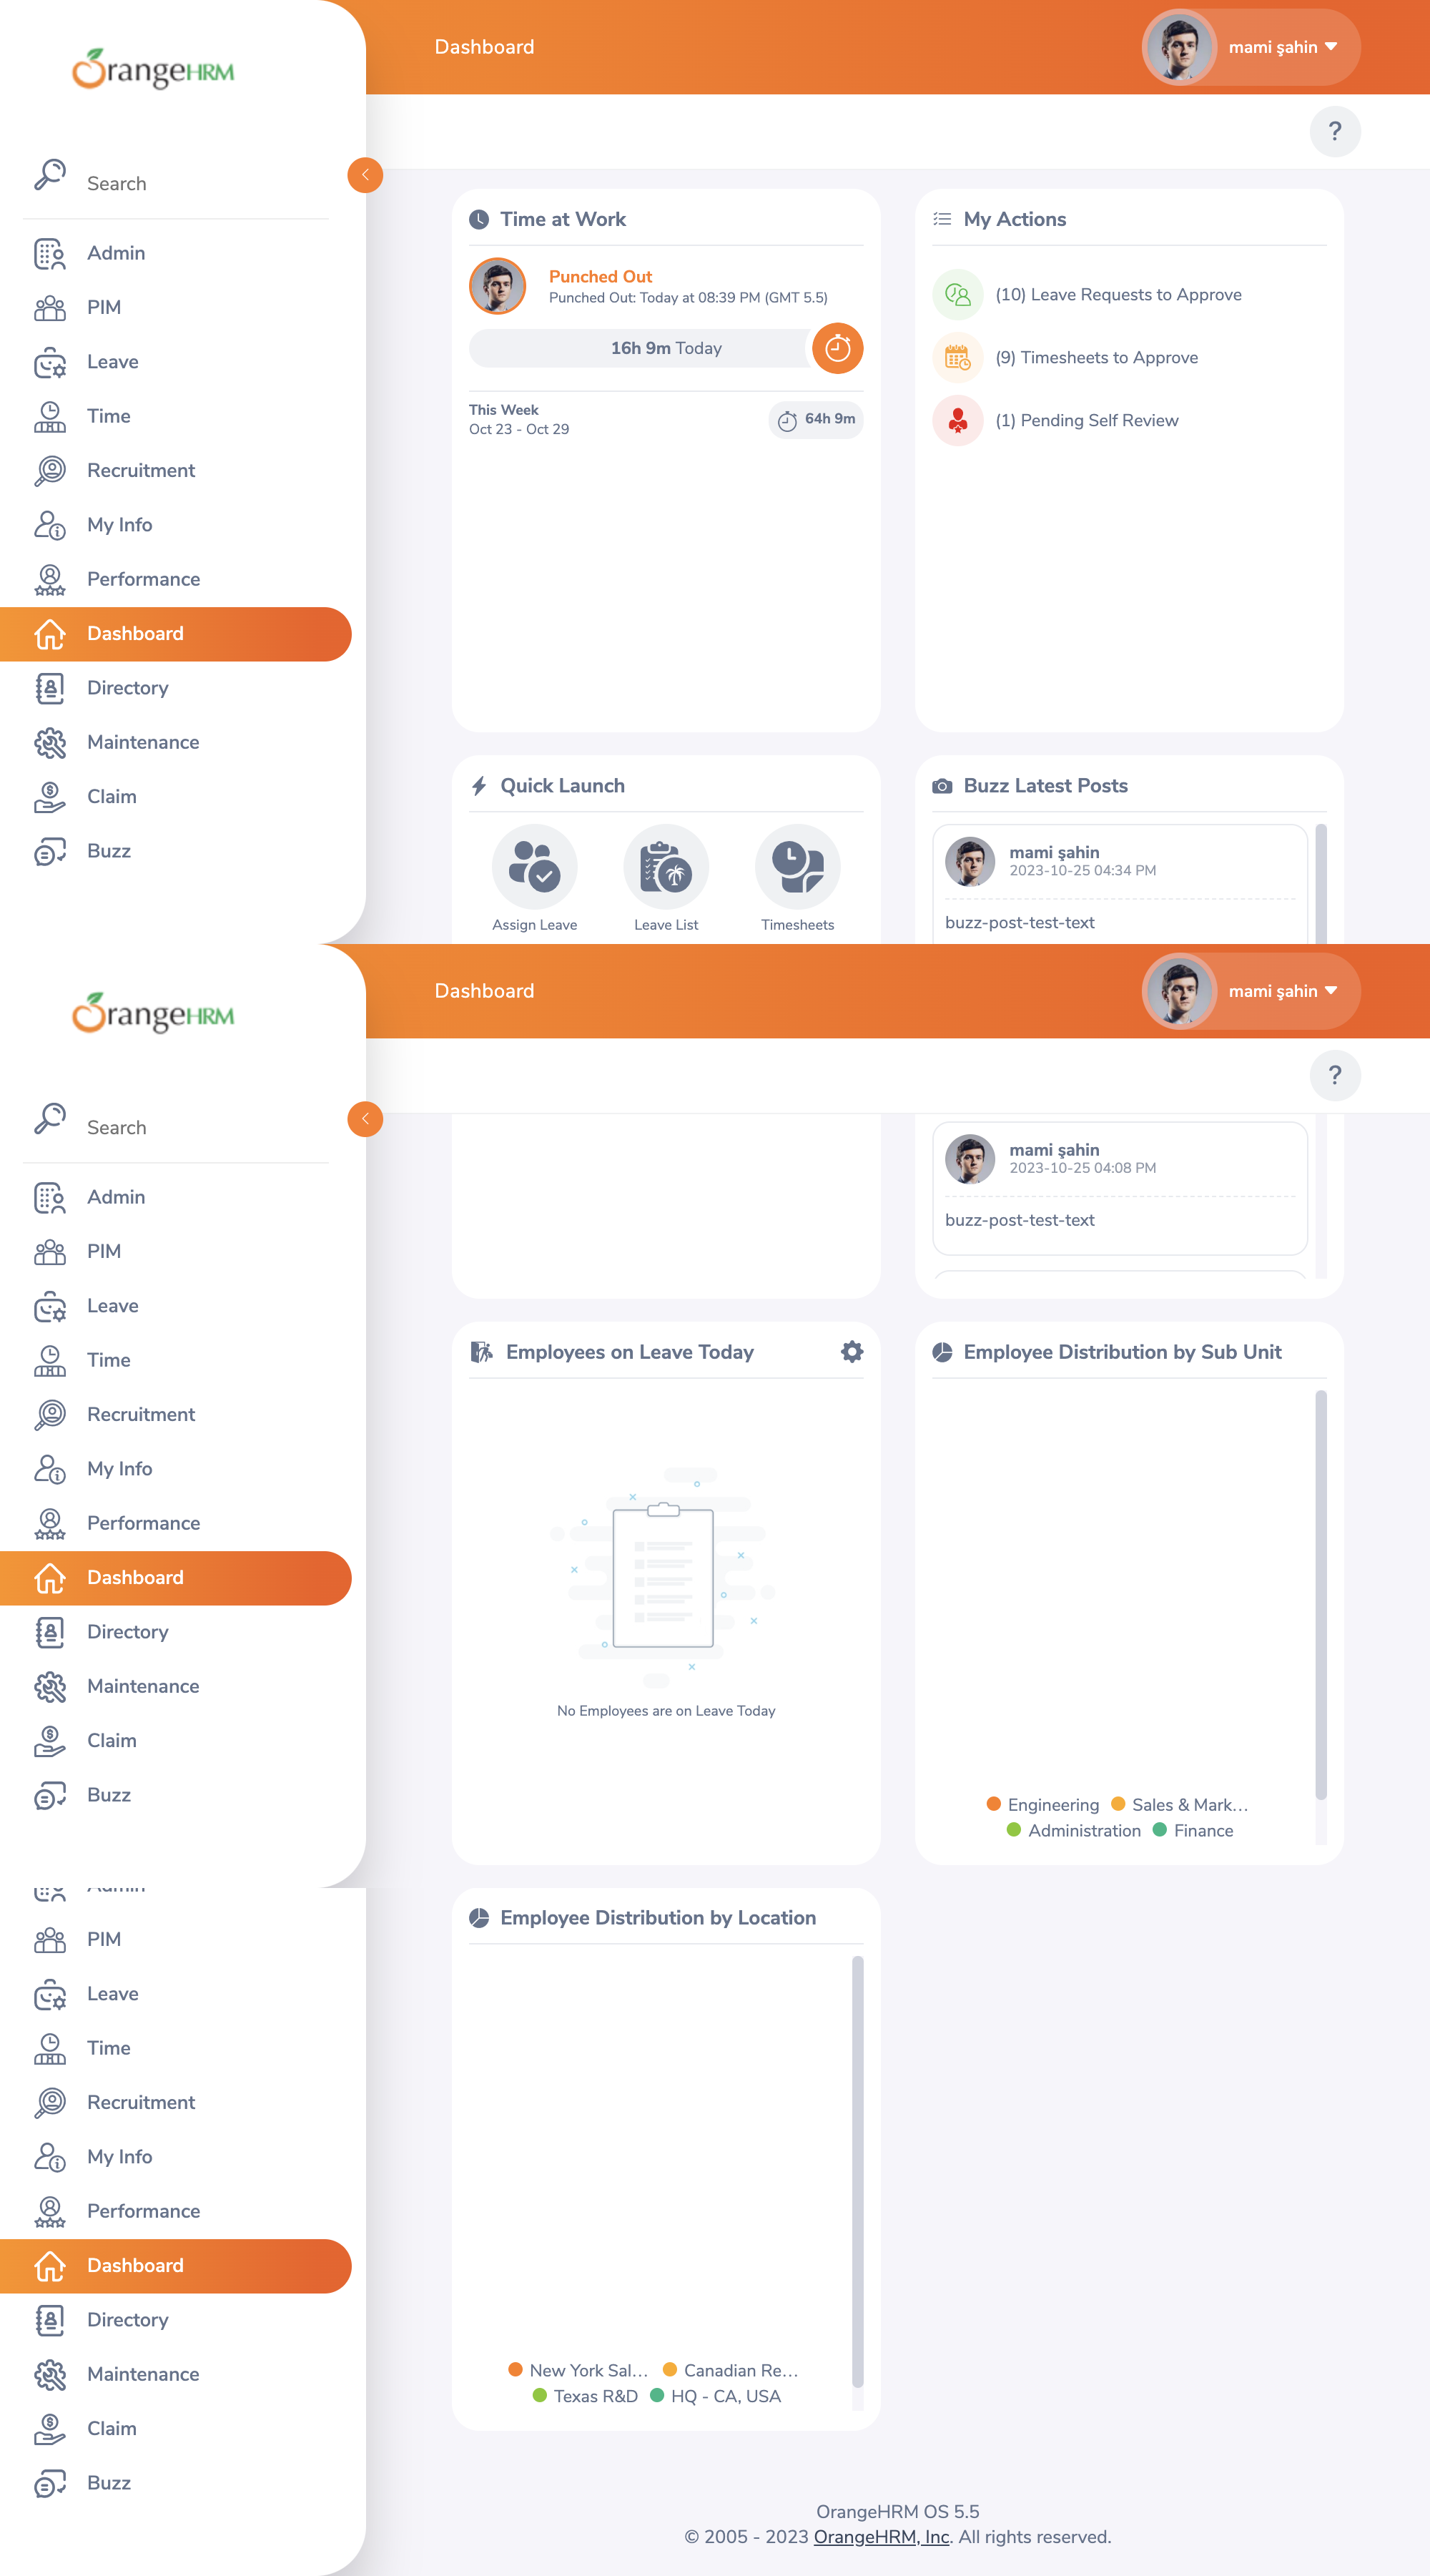 OrangeHRM
Search
Admin
PIM
Leave
Time
Recruitment
My Info
Performance
Dashboard
Directory
Maintenance
Claim
Buzz
Dashboard
mami şahin
?
Time at Work
Punched Out
Punched Out: Today at 08:39 PM (GMT 5.5)
16h 9m Today
This Week
Oct 23 - Oct 29
64h 9m
My Actions
(10) Leave Requests to Approve
(9) Timesheets to Approve
(1) Pending Self Review
Quick Launch
Assign Leave
Leave List
Timesheets
Buzz Latest Posts
mami şahin
2023-10-25 04:34 PM
buzz-post-test-text
OrangeHRM
Search
Admin
PIM
Leave
Time
Recruitment
My Info
Performance
Dashboard
Directory
Maintenance
Claim
Buzz
Dashboard
mami şahin
?
mami şahin
2023-10-25 04:08 PM
buzz-post-test-text
Employees on Leave Today
No Employees are on Leave Today
Employee Distribution by Sub Unit
Engineering
Sales & Mark...
Administration
Finance
Admin
PIM
Leave
Time
Recruitment
My Info
Performance
Dashboard
Directory
Maintenance
Claim
Buzz
Employee Distribution by Location
New York Sal...
Canadian Re...
Texas R&D
HQ - CA, USA
OrangeHRM OS 5.5
© 2005 - 2023 OrangeHRM, Inc. All rights reserved.